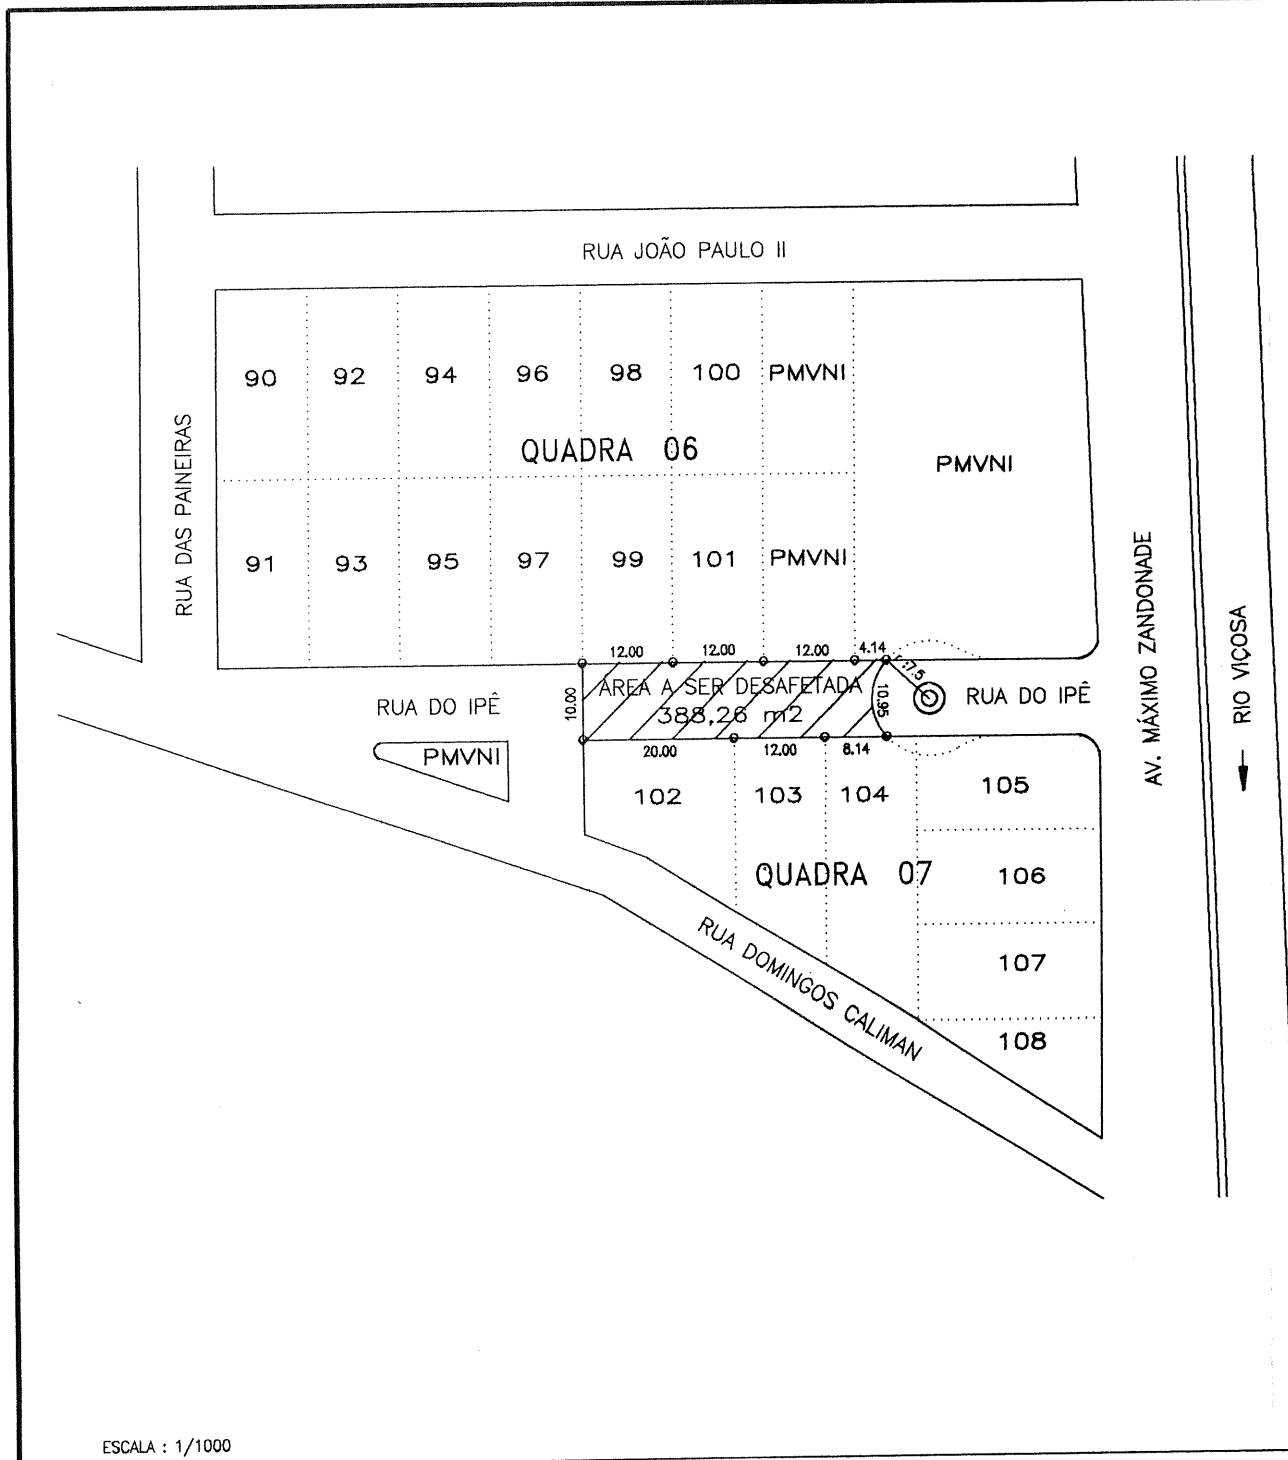 RUA JOÃO PAULO II
90 92 94 96 98 100 PMVNI
QUADRA 06
PMVNI
RUA DAS PAINEIRAS
91 93 95 97 99 101 PMVNI
AV. MÁXIMO ZANDONADE
RIO VIÇOSA
12.00 12.00 12.00 4.14
r:7.5
10.00
ÁREA A SER DESAFETADA
388,26 m2
10.95
RUA DO IPÊ
RUA DO IPÊ
PMVNI
20.00 12.00 8.14
102 103 104 105
QUADRA 07
106
RUA DOMINGOS CALIMAN
107
108
ESCALA : 1/1000